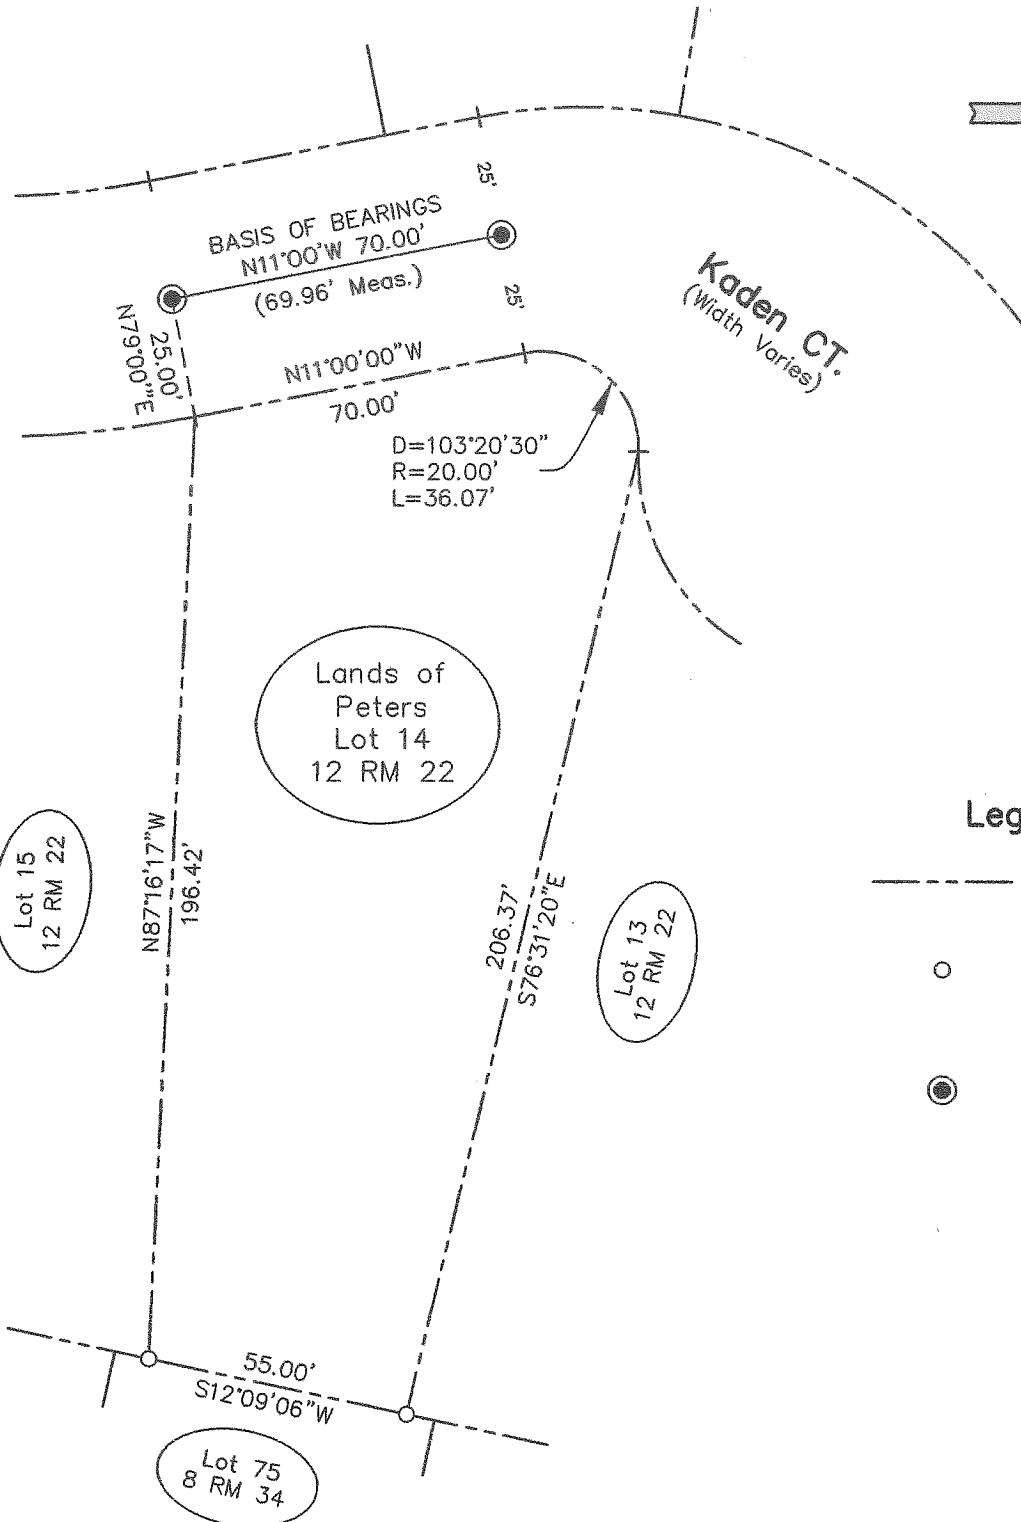 25'
BASIS OF BEARINGS
N11°00'W 70.00'
(69.96' Meas.)
25'
Kaden CT.
(Width Varies)
N79°00'"E
25.00'
N11°00'00"W
70.00'
D=103°20'30"
R=20.00'
L=36.07'
Lands of
Peters
Lot 14
12 RM 22
Leg
Lot 15
12 RM 22
N87°16'17"W
196.42'
206.37'
S76°31'20"E
Lot 13
12 RM 22
55.00'
S12°09'06"W
Lot 75
8 RM 34